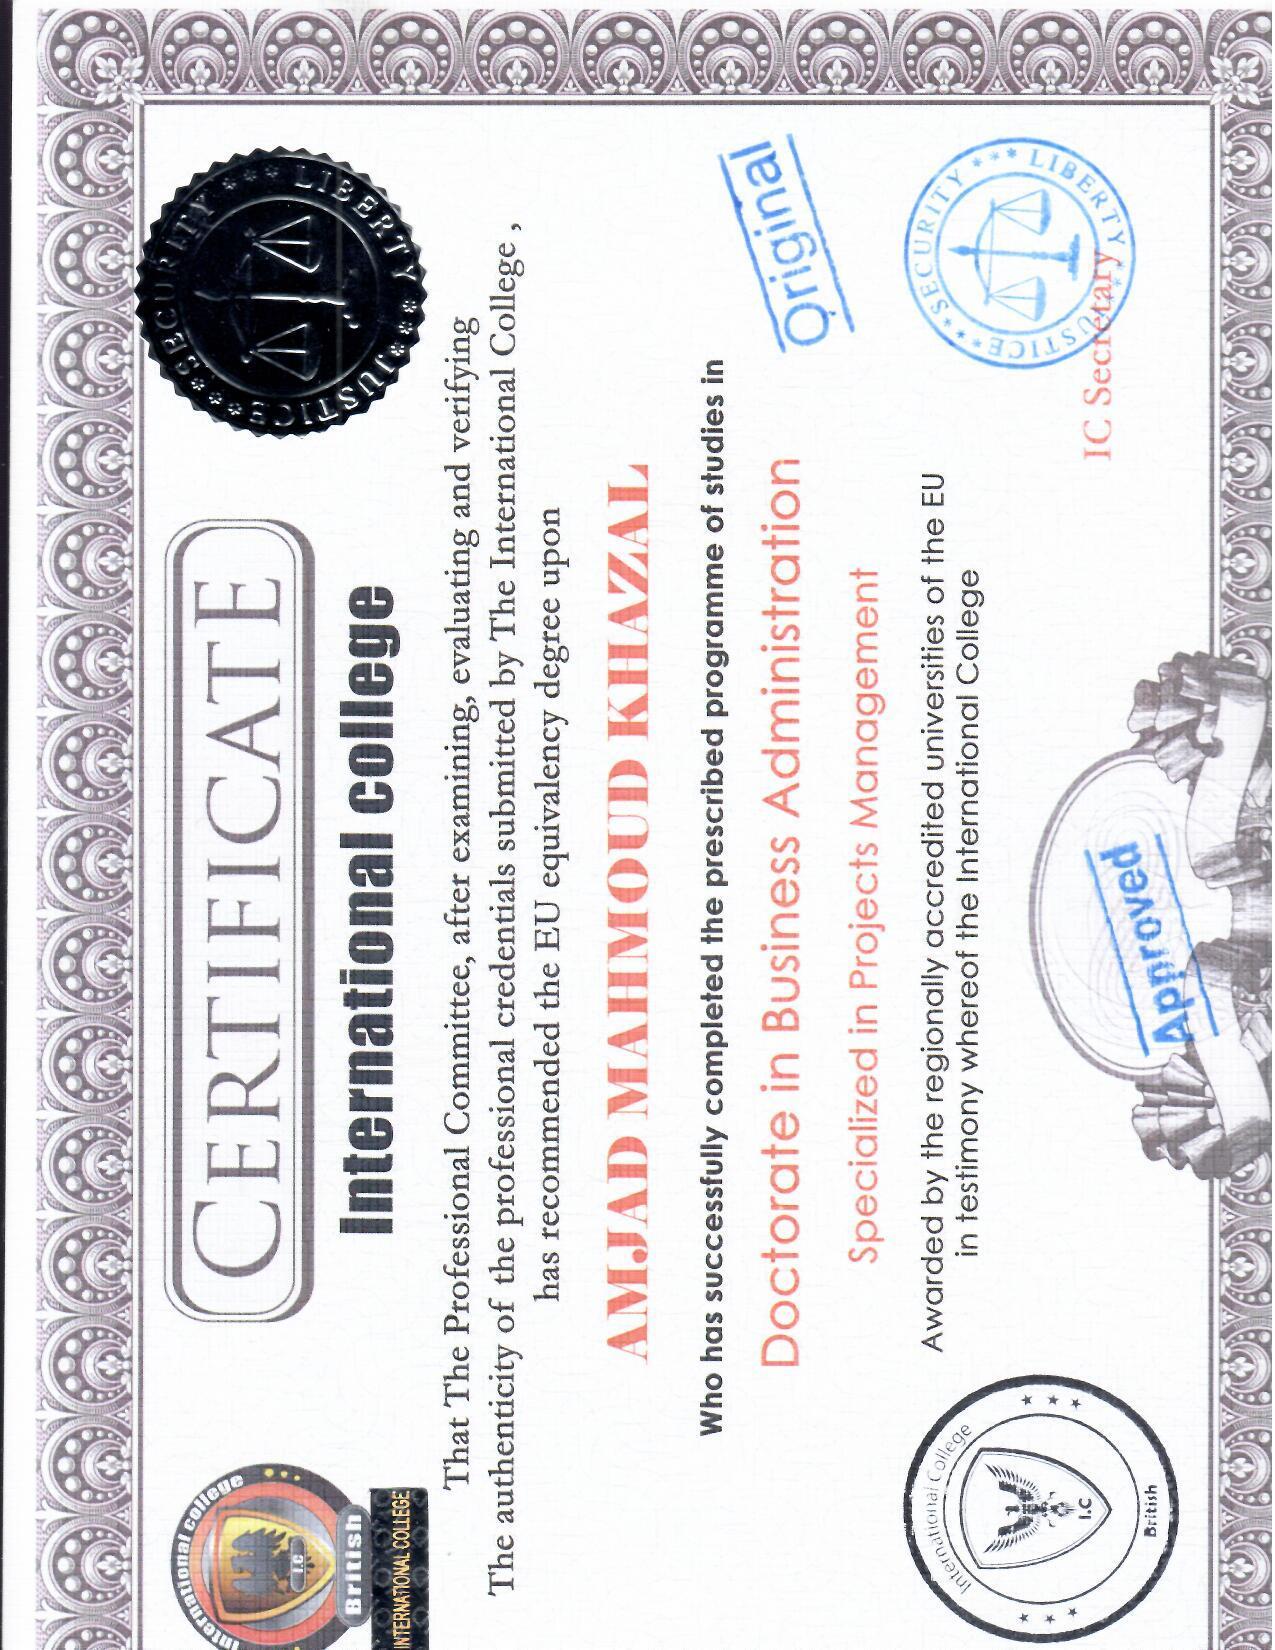 International college
I.C
British
INTERNATIONAL COLLEGE
CERTIFICATE
SECURITY *** LIBERTY *** JUSTICE ***
International college
That The Professional Committee, after examining, evaluating and verifying
The authenticity of the professional credentials submitted by The International College ,
has recommended the EU equivalency degree upon
AMJAD MAHMOUD KHAZAL
Who has successfully completed the prescribed programme of studies in
Doctorate in Business Administration
Original
Specialized in Projects Management
Awarded by the regionally accredited universities of the EU
in testimony whereof the International College
International College
I.C
British
SECURITY *** LIBERTY *** JUSTICE ***
IC Secretary
Approved